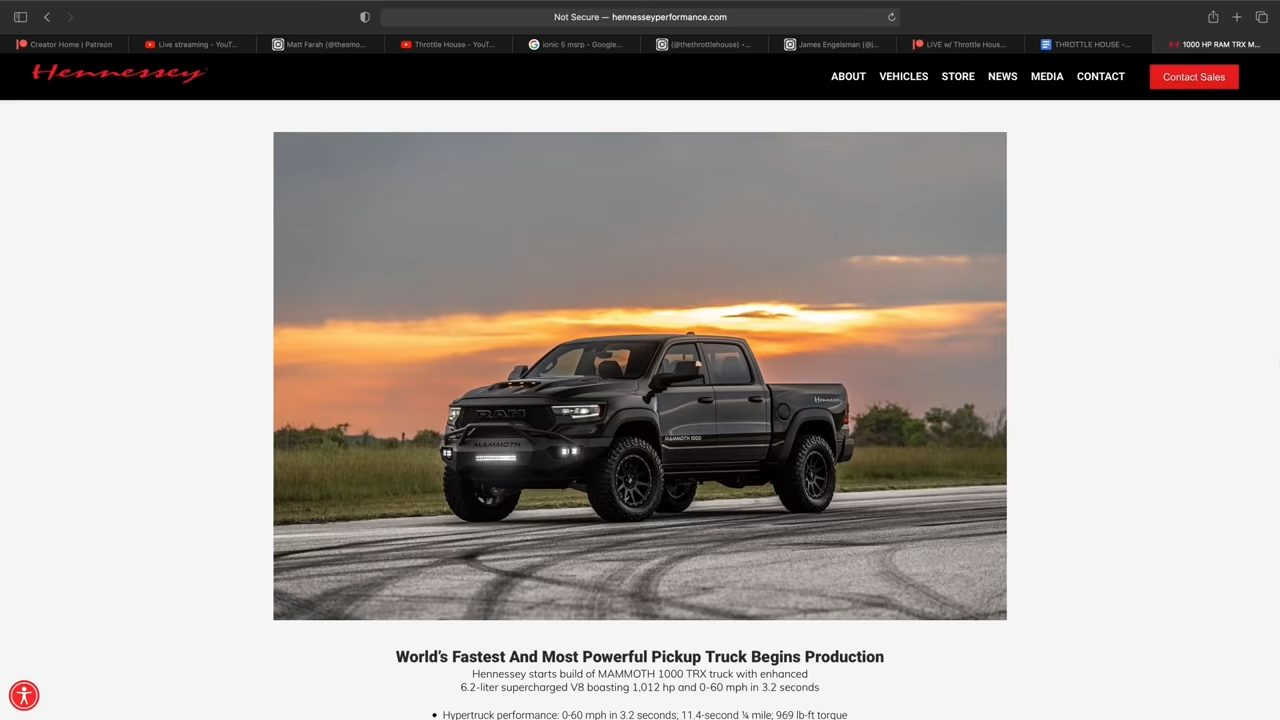 Not Secure — hennesseyperformance.com
Creator Home | Patreon
Live streaming - YouT...
Matt Farah (@thesmo...
Throttle House - YouT...
ionic 5 msrp - Google...
(@thethrottlehouse) •...
James Engelsman (@j...
LIVE w/ Throttle Hous...
THROTTLE HOUSE -...
1000 HP RAM TRX M...
Hennessey
ABOUT
VEHICLES
STORE
NEWS
MEDIA
CONTACT
Contact Sales
Hennessey
RAM
MAMMOTH 1000
MAMMOTH
World's Fastest And Most Powerful Pickup Truck Begins Production
Hennessey starts build of MAMMOTH 1000 TRX truck with enhanced
6.2-liter supercharged V8 boasting 1,012 hp and 0-60 mph in 3.2 seconds
• Hypertruck performance: 0-60 mph in 3.2 seconds; 11.4-second ¼ mile; 969 lb-ft torque